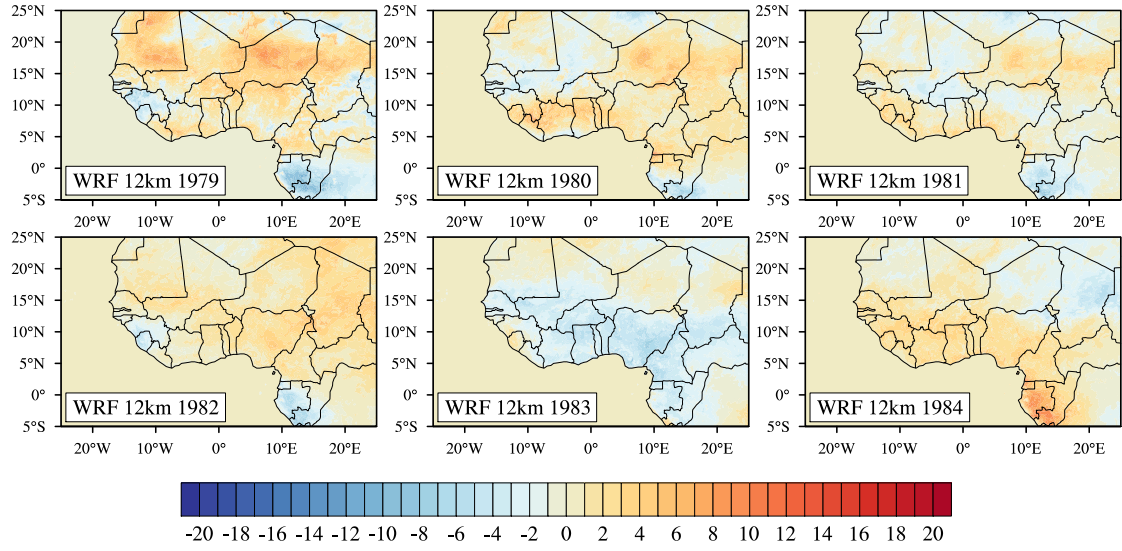 25°N 25°N 25°N
20°N 20°N 20°N
15°N 15°N 15°N
10°N 10°N 10°N
5°N 5°N 5°N
0° WRF 12km 1979 0° WRF 12km 1980 0° WRF 12km 1981
5°S 5°S 5°S
20°W 10°W 0° 10°E 20°E 20°W 10°W 0° 10°E 20°E 20°W 10°W 0° 10°E 20°E
25°N 25°N 25°N
20°N 20°N 20°N
15°N 15°N 15°N
10°N 10°N 10°N
5°N 5°N 5°N
0° WRF 12km 1982 0° WRF 12km 1983 0° WRF 12km 1984
5°S 5°S 5°S
20°W 10°W 0° 10°E 20°E 20°W 10°W 0° 10°E 20°E 20°W 10°W 0° 10°E 20°E
-20 -18 -16 -14 -12 -10 -8 -6 -4 -2 0 2 4 6 8 10 12 14 16 18 20